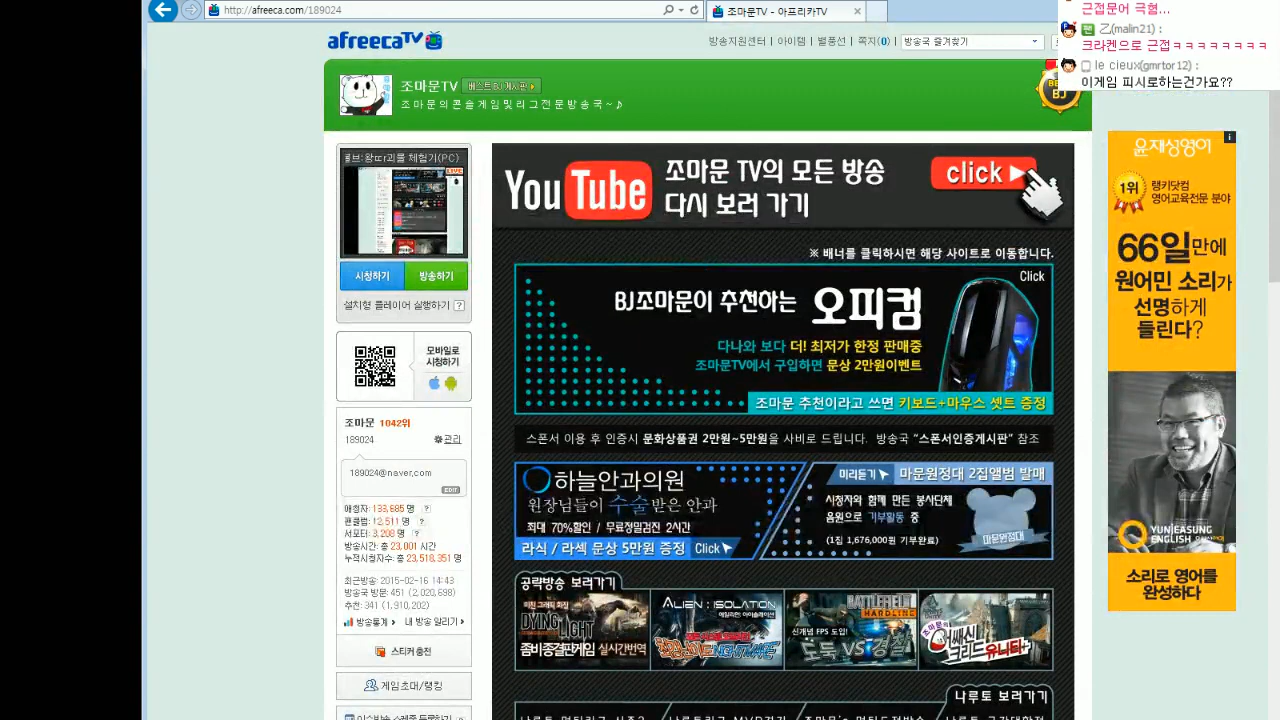 http://afreeca.com/189024
조마문TV - 아프리카TV
근접문어 극혐...
乙(malin21) :
크라켄으로 근접ㅋㅋㅋㅋㅋㅋㅋㅋ
le cieux(gmrtor12) :
이게임 피시로하는건가요??
afreecaTV
방송지원센터 | 아이템 | 별풍선 | 쪽지(0)
방송국 즐겨찾기
조마문TV 베스트BJ게시판
조마문의 콘솔게임및리그전문방송국~♪
BJ
체험기(PC)
LIVE
시청하기 방송하기
설치형 플레이어 실행하기 ?
모바일로
시청하기
조마문 1042위
189024 관리
189024@naver.com
EDIT
애청자: 133,685 명 ?
팬클럽: 12,511 명 ?
서포터: 3,208 명 ?
방송시간: 총 23,001 시간
누적시청자수: 총 23,518,351 명
최근방송: 2015-02-16 14:43
방송국 방문: 451 (2,020,698)
추천: 341 (1,910,202)
방송통계 > 내 방송 알리기 >
스티커 충전
게임초대/랭킹
YouTube
조마문 TV의 모든 방송
다시 보러 가기
click
※ 배너를 클릭하시면 해당 사이트로 이동합니다.
Click
BJ조마문이 추천하는 오피컴
다나와 보다 더! 최저가 한정 판매중
조마문TV에서 구입하면 문상 2만원이벤트
조마문 추천이라고 쓰면 키보드+마우스 셋트 증정
스폰서 이용 후 인증시 문화상품권 2만원~5만원을 사비로 드립니다. 방송국 "스폰서인증게시판" 참조
하늘안과의원
원장님들이 수술받은 안과
최대 70%할인 / 무료정밀검진 2시간
라식 / 라섹 문상 5만원 증정 Click
미리듣기 마문원정대 2집앨범 발매
시청자와 함께 만든 봉사단체
음원으로 기부활동 중
(1집 1,676,000원 기부완료)
마문원정대
공략방송 보러가기
DYING LIGHT
좀비종결판게임 실시간번역
ALIEN : ISOLATION
BATTLEFIELD
HARDLINE
신개념 FPS 도입!
도둑 VS 경찰
조마문의
어쌔신
크리드 유니티
나루토 보러가기
윤재성영어
1위
랭키닷컴
영어교육전문 분야
66일만에
원어민 소리가
선명하게
들린다?
YUNJEASUNG
ENGLISH
소리로 영어를
완성하다